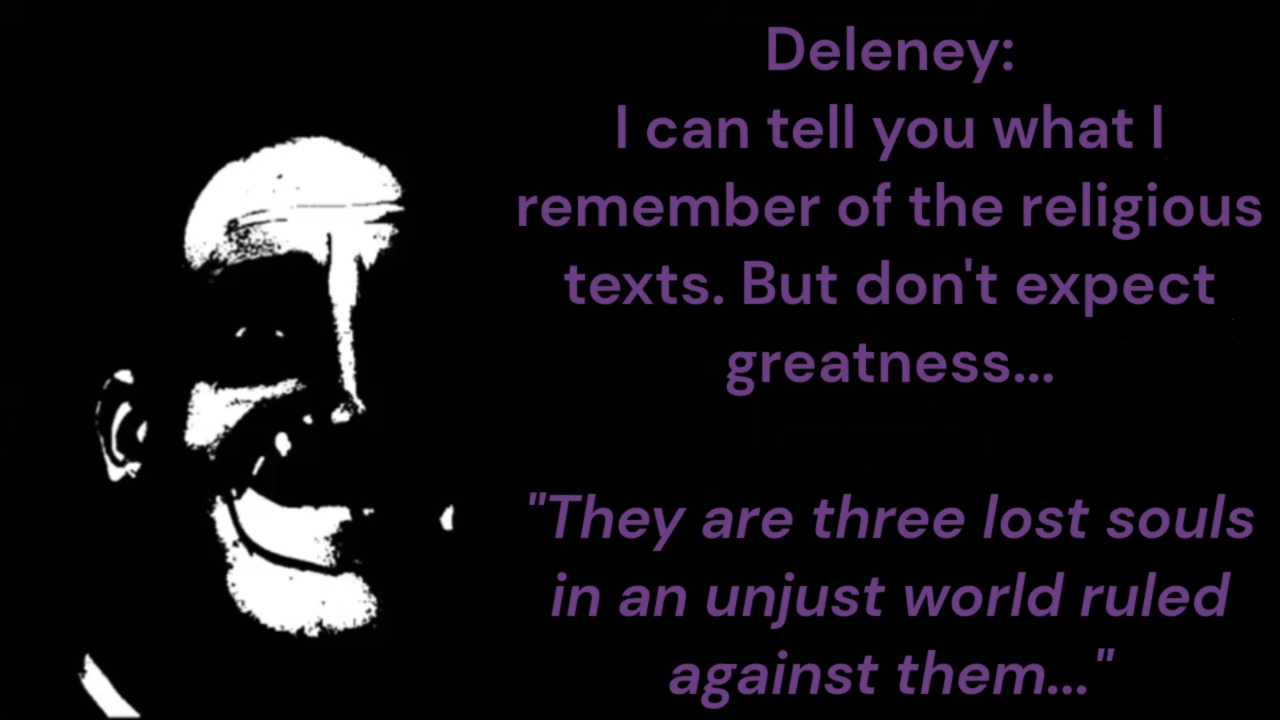 Deleney:
I can tell you what I
remember of the religious
texts. But don't expect
greatness...
"They are three lost souls
in an unjust world ruled
against them..."